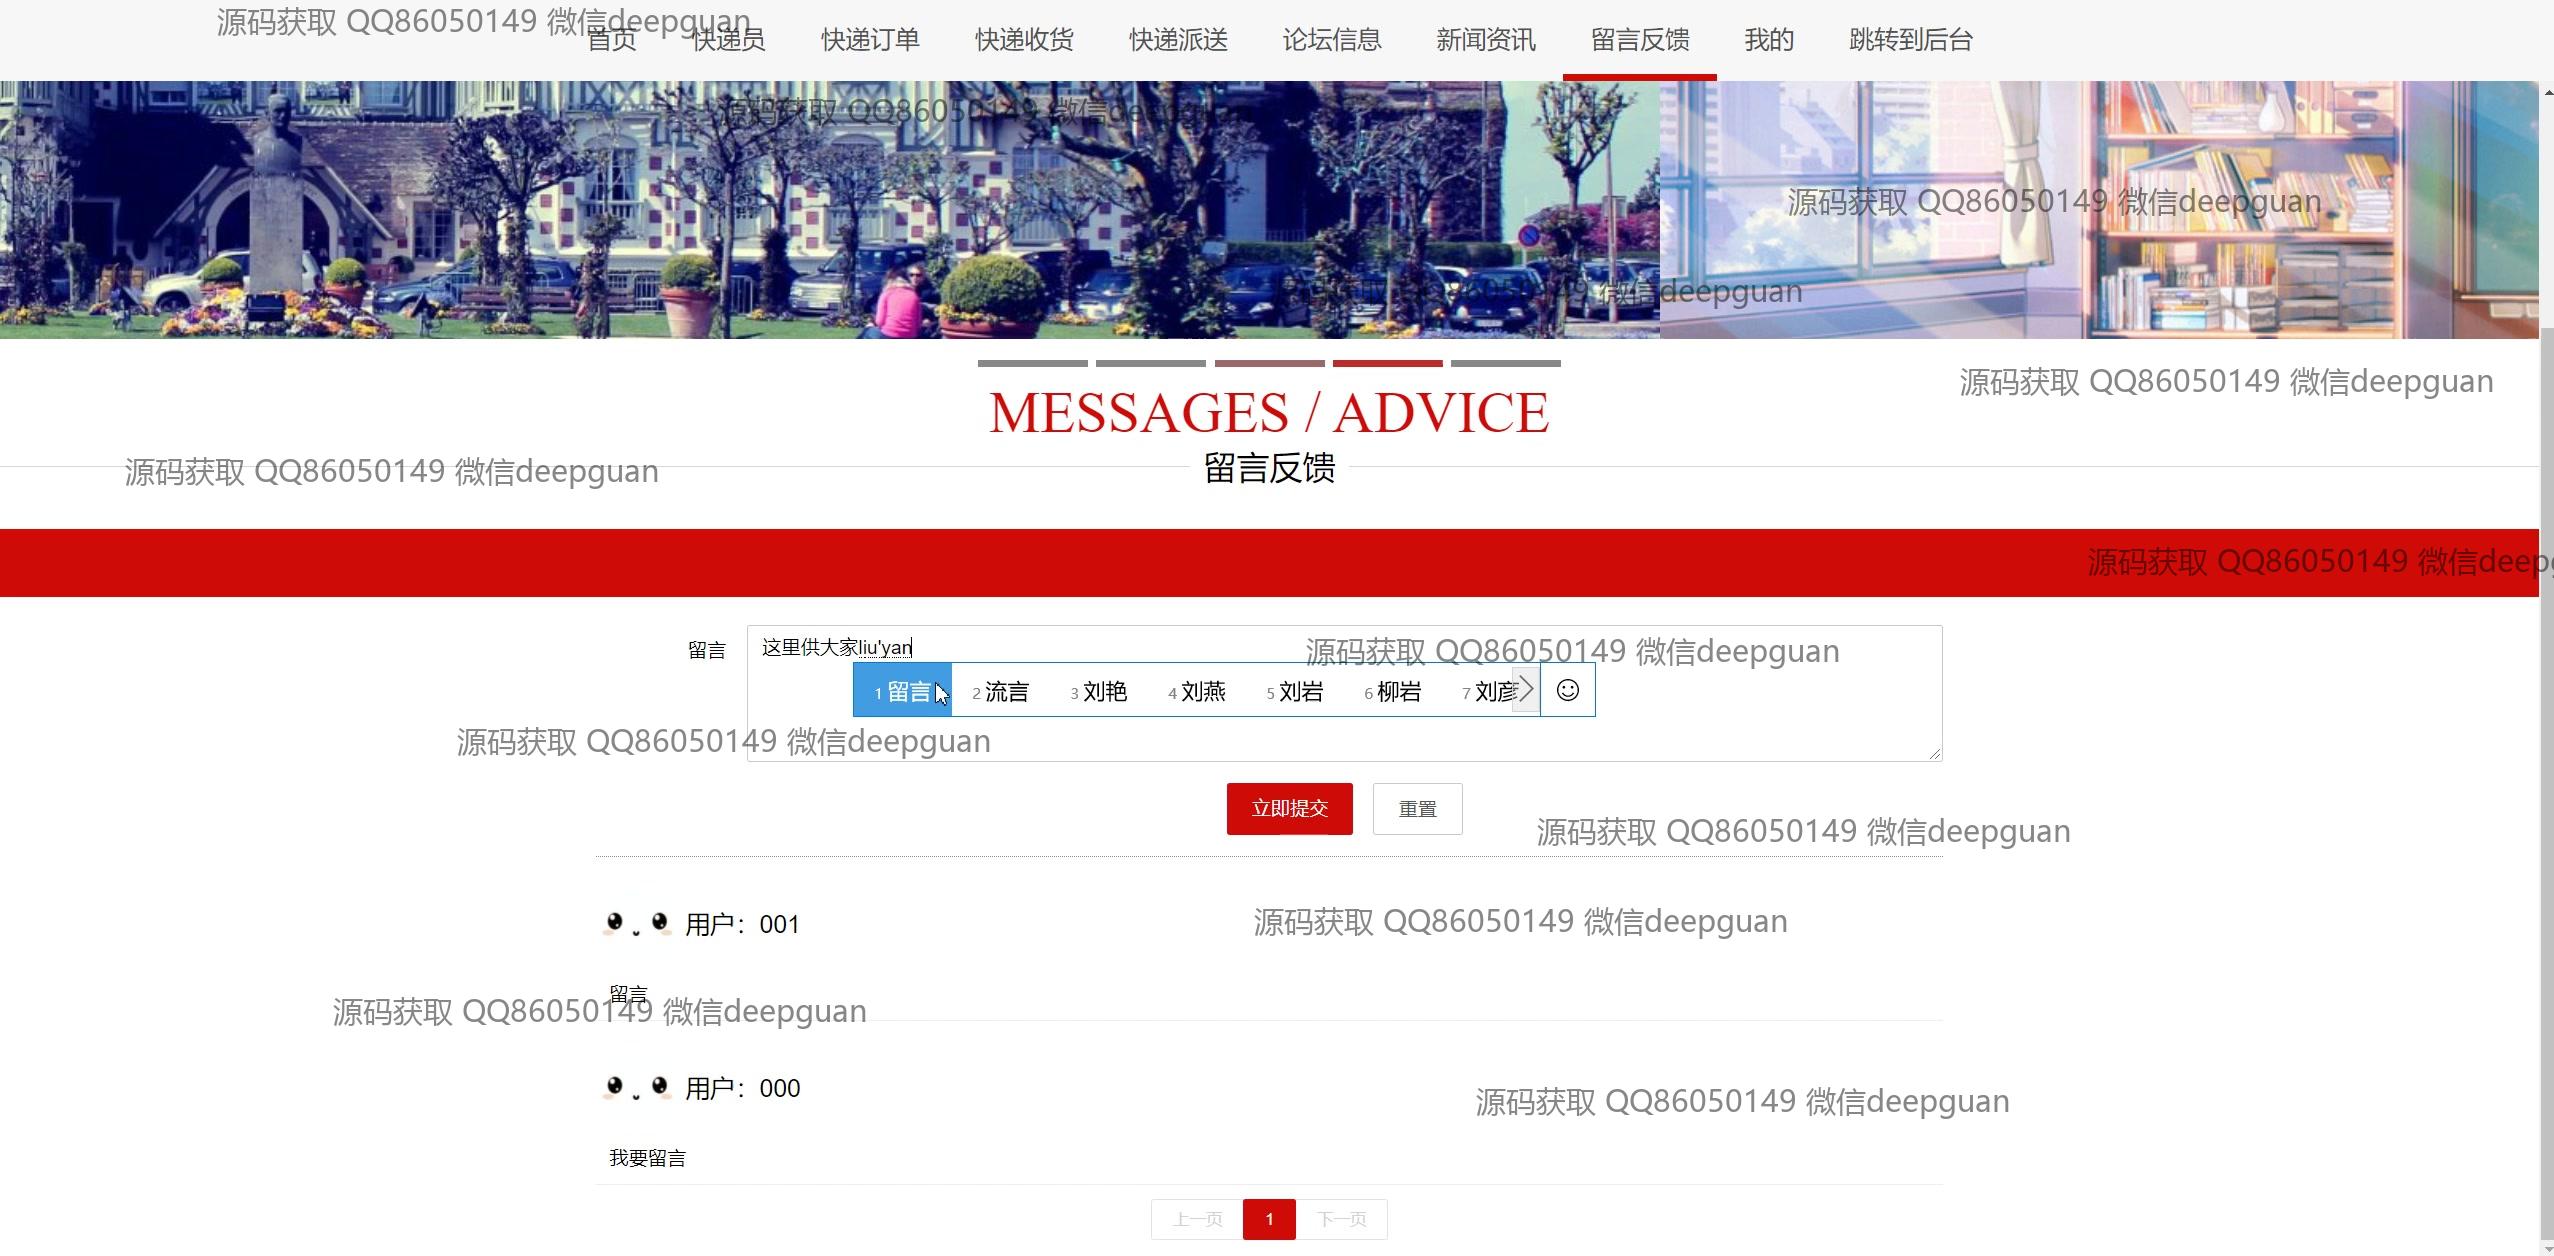 源码获取 QQ86050149 微信deepguan
首页 快递员 快递订单 快递收货 快递派送 论坛信息 新闻资讯 留言反馈 我的 跳转到后台
源码获取 QQ86050149 微信deepguan
源码获取 QQ86050149 微信deepguan
源码获取 QQ86050149 微信deepguan
源码获取 QQ86050149 微信deepguan
MESSAGES / ADVICE
留言反馈
源码获取 QQ86050149 微信deepguan
源码获取 QQ86050149 微信deep
留言 这里供大家liu'yan
源码获取 QQ86050149 微信deepguan
1 留言 2 流言 3 刘艳 4 刘燕 5 刘岩 6 柳岩 7 刘彦
源码获取 QQ86050149 微信deepguan
立即提交 重置
源码获取 QQ86050149 微信deepguan
用户：001
源码获取 QQ86050149 微信deepguan
留言
源码获取 QQ86050149 微信deepguan
用户：000
源码获取 QQ86050149 微信deepguan
我要留言
上一页 1 下一页